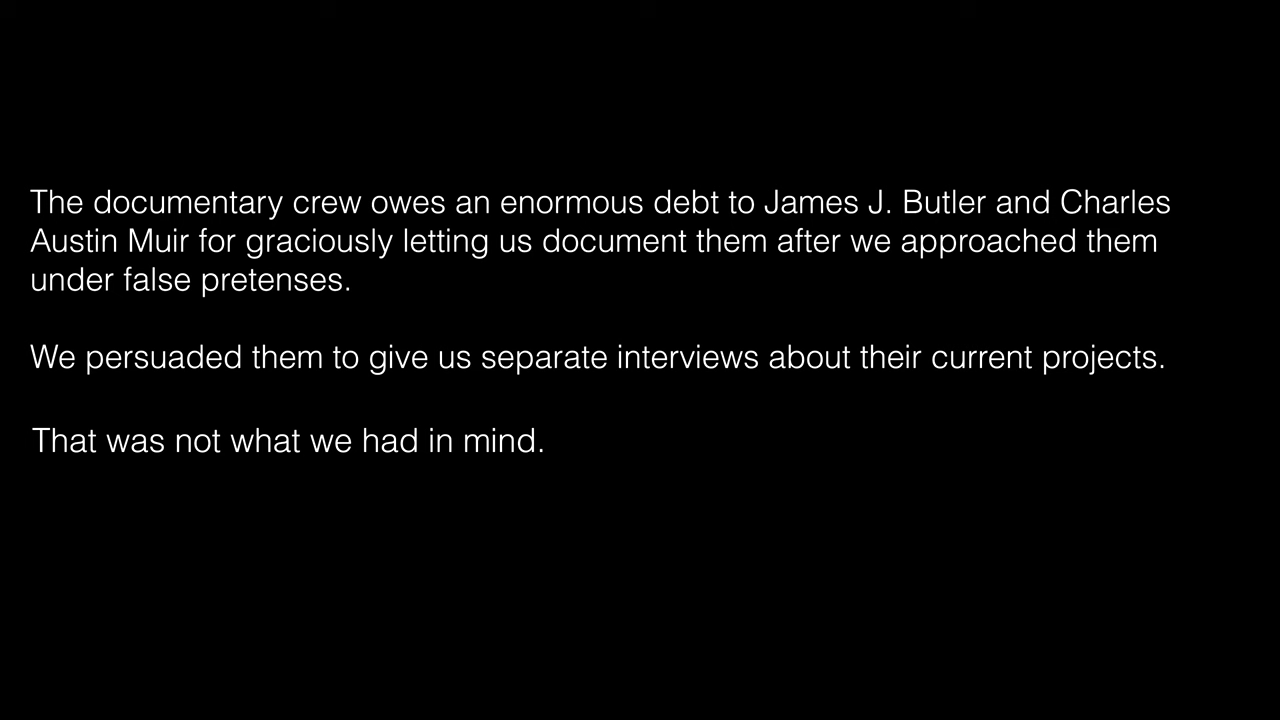 The documentary crew owes an enormous debt to James J. Butler and Charles
Austin Muir for graciously letting us document them after we approached them
under false pretenses.
We persuaded them to give us separate interviews about their current projects.
That was not what we had in mind.